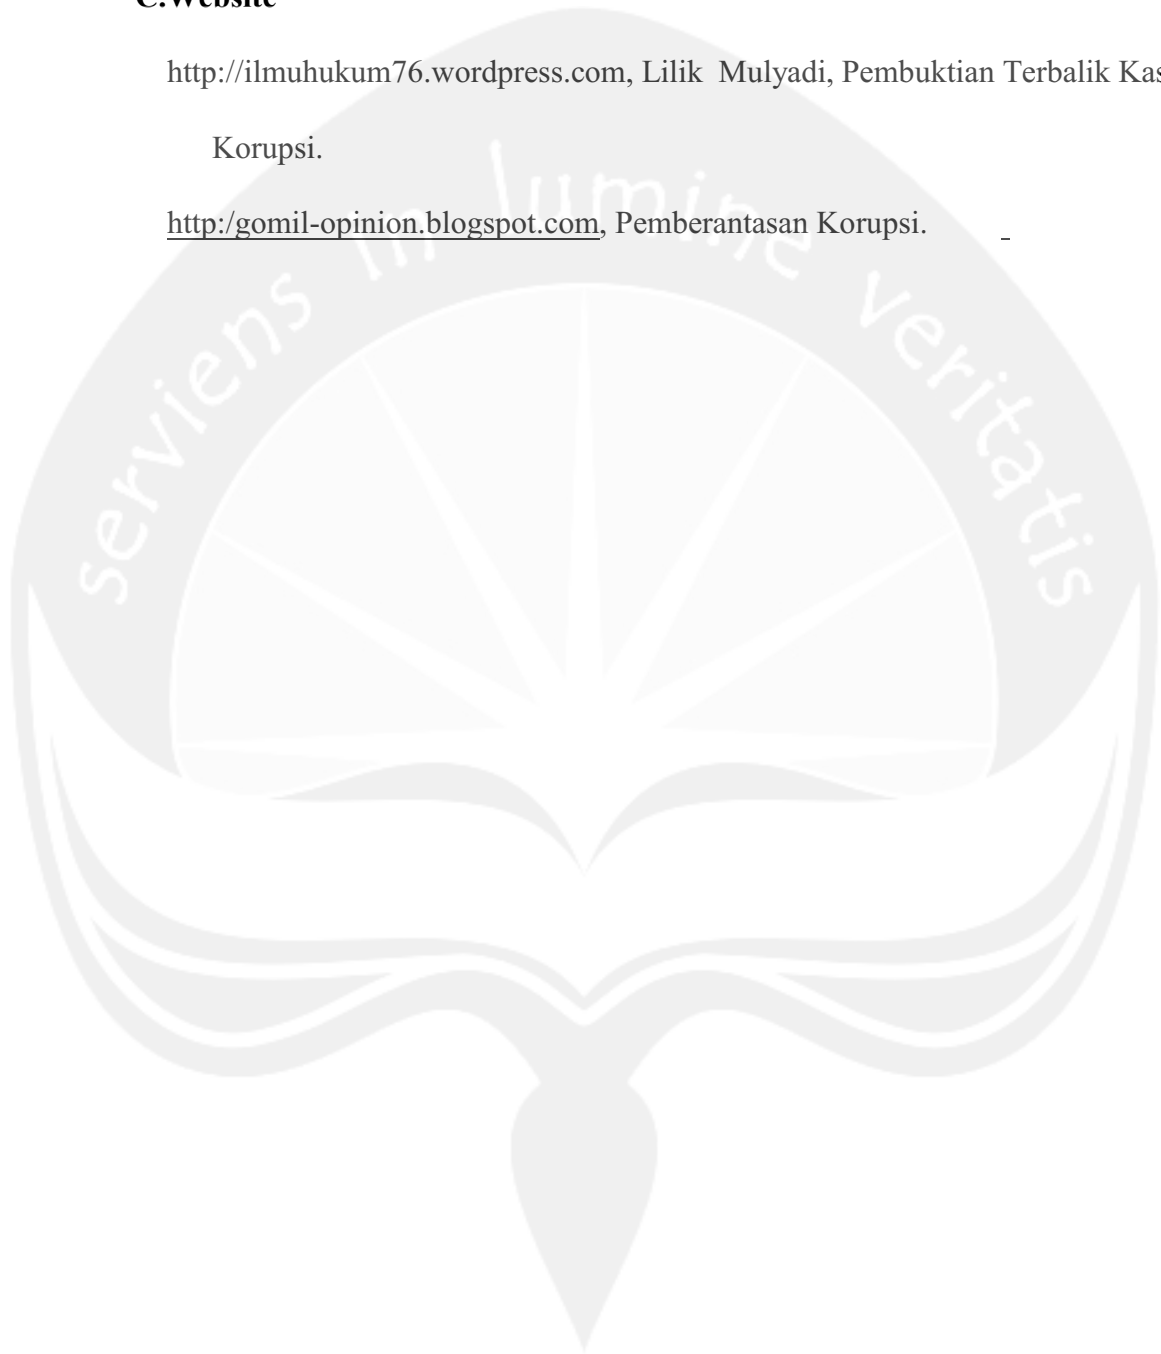 C.Website
http://ilmuhukum76.wordpress.com, Lilik  Mulyadi, Pembuktian Terbalik Kas
Korupsi.
http:/gomil-opinion.blogspot.com, Pemberantasan Korupsi.
serviens in lumine veritatis